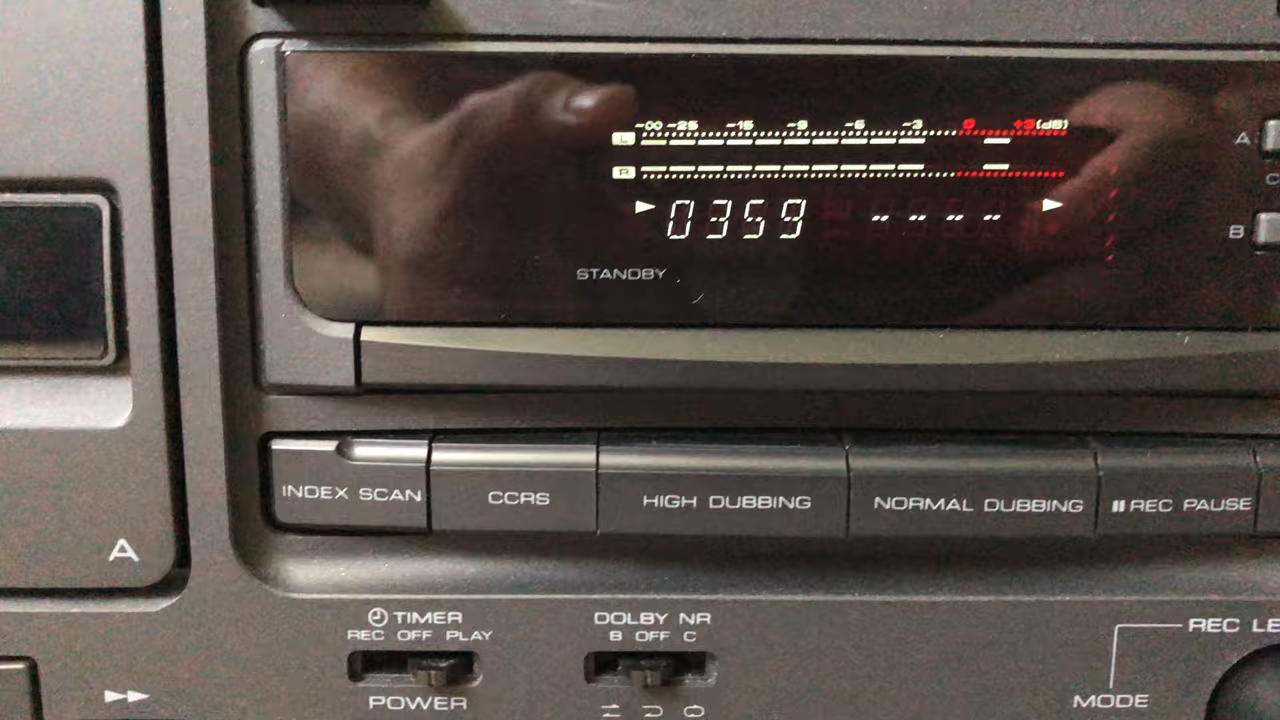 -∞ -25 -15 -9 -6 -3 0 +3(dB)
L
R
0359 ----
STANDBY
A
C
B
INDEX SCAN
CCRS
HIGH DUBBING
NORMAL DUBBING
REC PAUSE
A
TIMER
REC OFF PLAY
POWER
DOLBY NR
B OFF C
REC LE
MODE